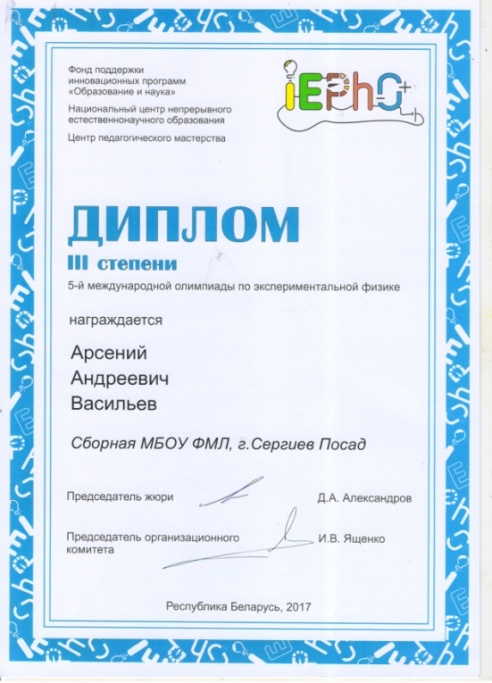 Фонд поддержки
инновационных программ
«Образование и наука»
Национальный центр непрерывного
естественнонаучного образования
Центр педагогического мастерства
iEPhO
ДИПЛОМ
III степени
5-й международной олимпиады по экспериментальной физике
награждается
Арсений
Андреевич
Васильев
Сборная МБОУ ФМЛ, г.Сергиев Посад
Председатель жюри Д.А. Александров
Председатель организационного И.В. Ященко
комитета
Республика Беларусь, 2017